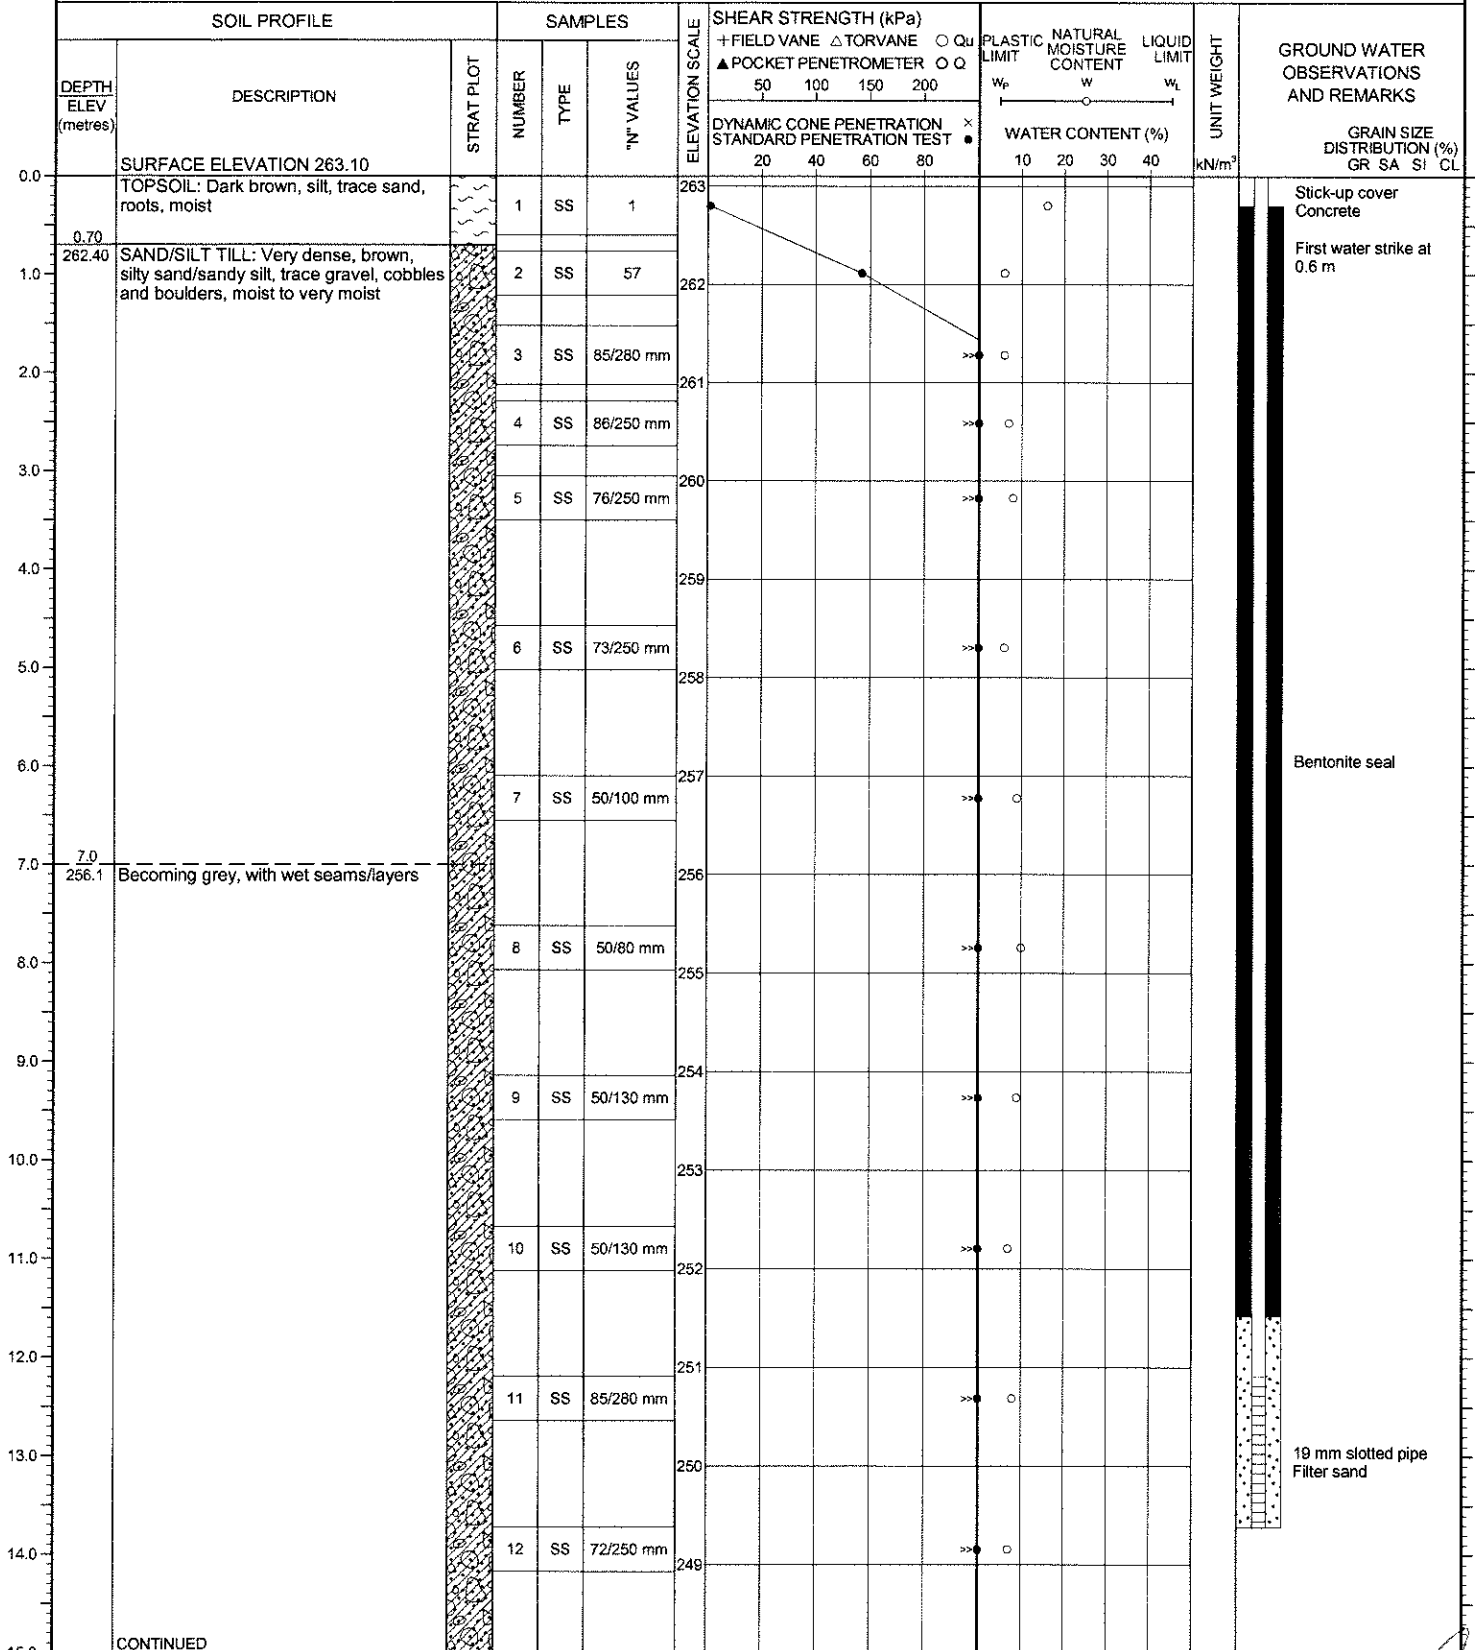 SOIL PROFILE
SAMPLES
ELEVATION SCALE
SHEAR STRENGTH (kPa)
+FIELD VANE △TORVANE ○ Qu
▲POCKET PENETROMETER O Q
50 100 150 200
DYNAMIC CONE PENETRATION ×
STANDARD PENETRATION TEST ●
20 40 60 80
PLASTIC LIMIT
NATURAL MOISTURE CONTENT
LIQUID LIMIT
WP W WL
WATER CONTENT (%)
10 20 30 40
UNIT WEIGHT
kN/m³
GROUND WATER
OBSERVATIONS
AND REMARKS
GRAIN SIZE
DISTRIBUTION (%)
GR SA SI CL
DEPTH
ELEV
(metres)
DESCRIPTION
STRAT PLOT
NUMBER
TYPE
"N" VALUES
SURFACE ELEVATION 263.10
0.0
TOPSOIL: Dark brown, silt, trace sand,
roots, moist
263
1 SS 1
Stick-up cover
Concrete
0.70
262.40
SAND/SILT TILL: Very dense, brown,
silty sand/sandy silt, trace gravel, cobbles
and boulders, moist to very moist
First water strike at
0.6 m
1.0
2 SS 57
262
3 SS 85/280 mm
>>
2.0
261
4 SS 86/250 mm
>>
3.0
260
5 SS 76/250 mm
>>
4.0
259
6 SS 73/250 mm
>>
5.0
258
6.0
Bentonite seal
257
7 SS 50/100 mm
>>
7.0
7.0
256.1
Becoming grey, with wet seams/layers
256
8 SS 50/80 mm
>>
8.0
255
9.0
254
9 SS 50/130 mm
>>
10.0
253
10 SS 50/130 mm
>>
11.0
252
12.0
251
11 SS 85/280 mm
>>
13.0
250
19 mm slotted pipe
Filter sand
14.0
12 SS 72/250 mm
>>
249
CONTINUED